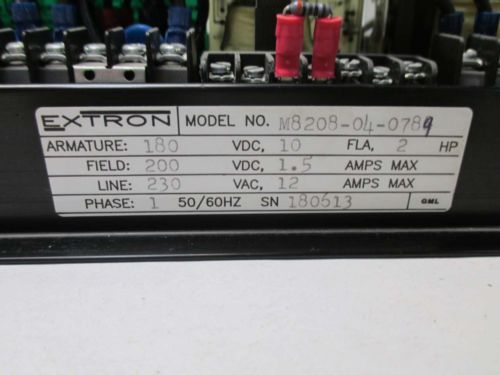 EXTRON MODEL NO. M8208-04-0789
ARMATURE: 180 VDC, 10 FLA, 2 HP
FIELD: 200 VDC, 1.5 AMPS MAX
LINE: 230 VAC, 12 AMPS MAX
PHASE: 1 50/60HZ SN 180613 GML